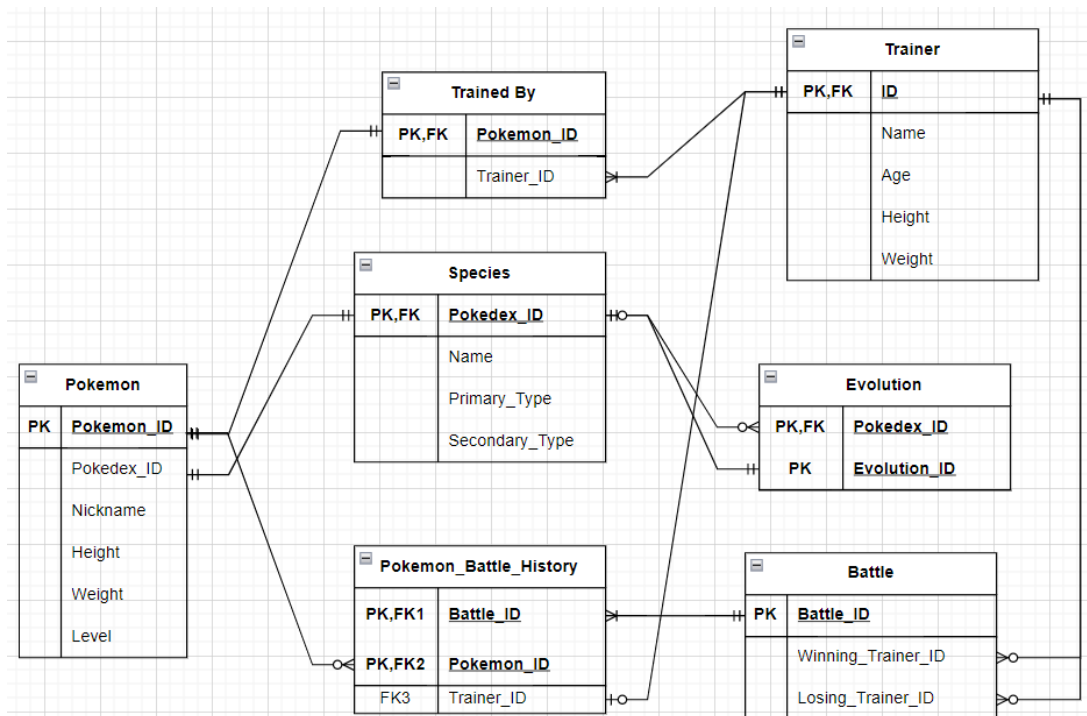 Trainer
PK,FK ID
Name
Age
Height
Weight
Trained By
PK,FK Pokemon_ID
Trainer_ID
Species
PK,FK Pokedex_ID
Name
Primary_Type
Secondary_Type
Pokemon
PK Pokemon_ID
Pokedex_ID
Nickname
Height
Weight
Level
Evolution
PK,FK Pokedex_ID
PK Evolution_ID
Pokemon_Battle_History
PK,FK1 Battle_ID
PK,FK2 Pokemon_ID
FK3 Trainer_ID
Battle
PK Battle_ID
Winning_Trainer_ID
Losing_Trainer_ID